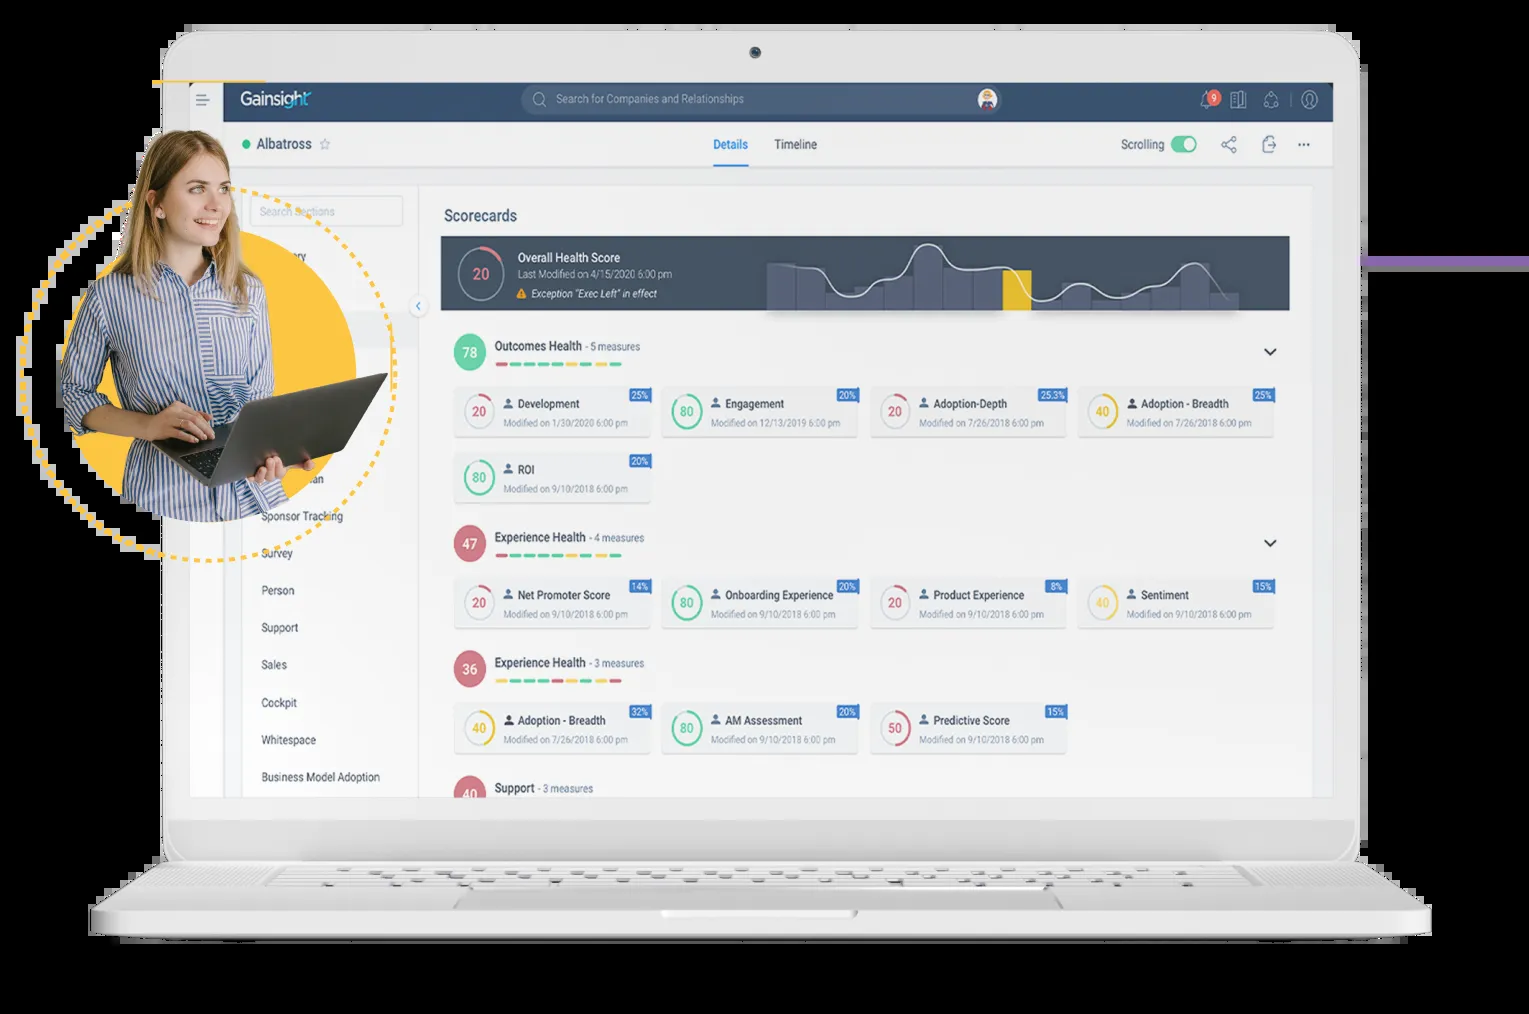 Gainsight
Search for Companies and Relationships
9
Albatross
Details
Timeline
Scrolling
Search Sections
Scorecards
20
Overall Health Score
Last Modified on 4/15/2020 6:00 pm
Exception "Exec Left" in effect
78
Outcomes Health - 5 measures
20
Development
25%
Modified on 1/30/2020 6:00 pm
80
Engagement
20%
Modified on 12/13/2019 6:00 pm
20
Adoption-Depth
25.3%
Modified on 7/26/2018 6:00 pm
40
Adoption - Breadth
25%
Modified on 7/26/2018 6:00 pm
80
ROI
20%
Modified on 9/10/2018 6:00 pm
47
Experience Health - 4 measures
20
Net Promoter Score
14%
Modified on 9/10/2018 6:00 pm
80
Onboarding Experience
20%
Modified on 9/10/2018 6:00 pm
20
Product Experience
8%
Modified on 9/10/2018 6:00 pm
40
Sentiment
15%
Modified on 9/10/2018 6:00 pm
36
Experience Health - 3 measures
40
Adoption - Breadth
32%
Modified on 7/26/2018 6:00 pm
80
AM Assessment
20%
Modified on 9/10/2018 6:00 pm
50
Predictive Score
15%
Modified on 9/10/2018 6:00 pm
40
Support - 3 measures
Sponsor Tracking
Survey
Person
Support
Sales
Cockpit
Whitespace
Business Model Adoption